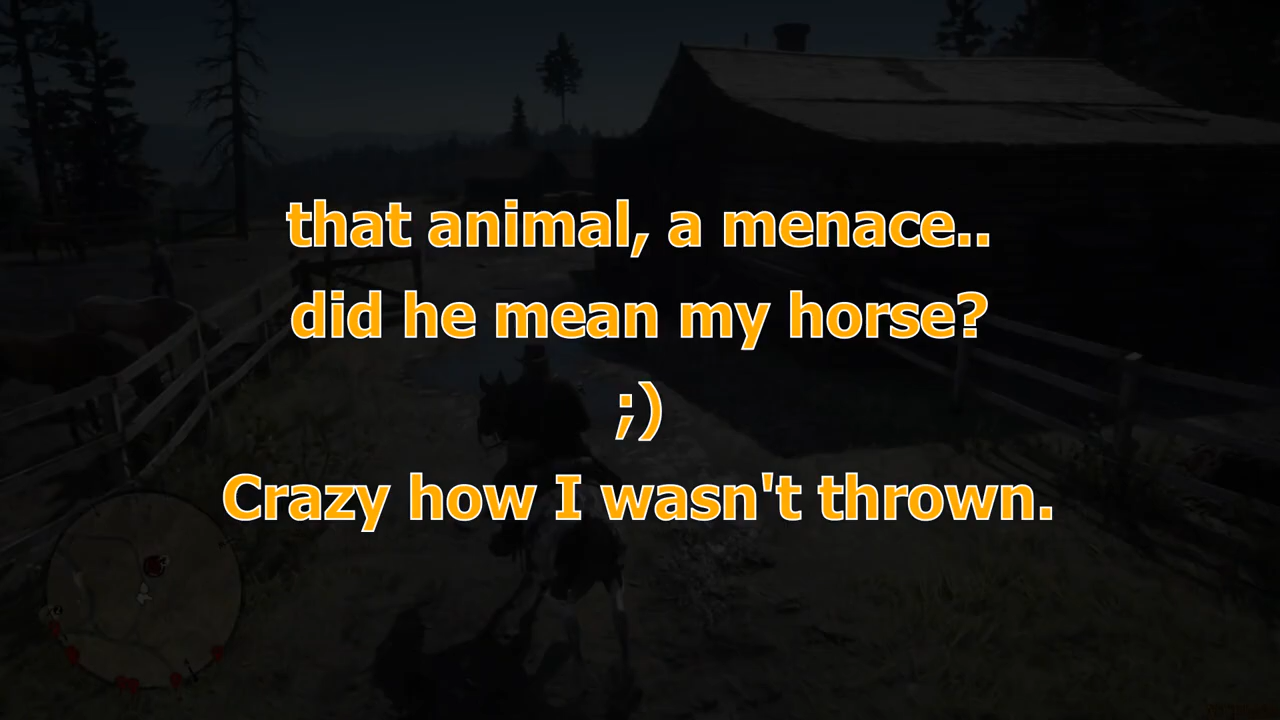 that animal, a menace..
did he mean my horse?
;)
Crazy how I wasn't thrown.